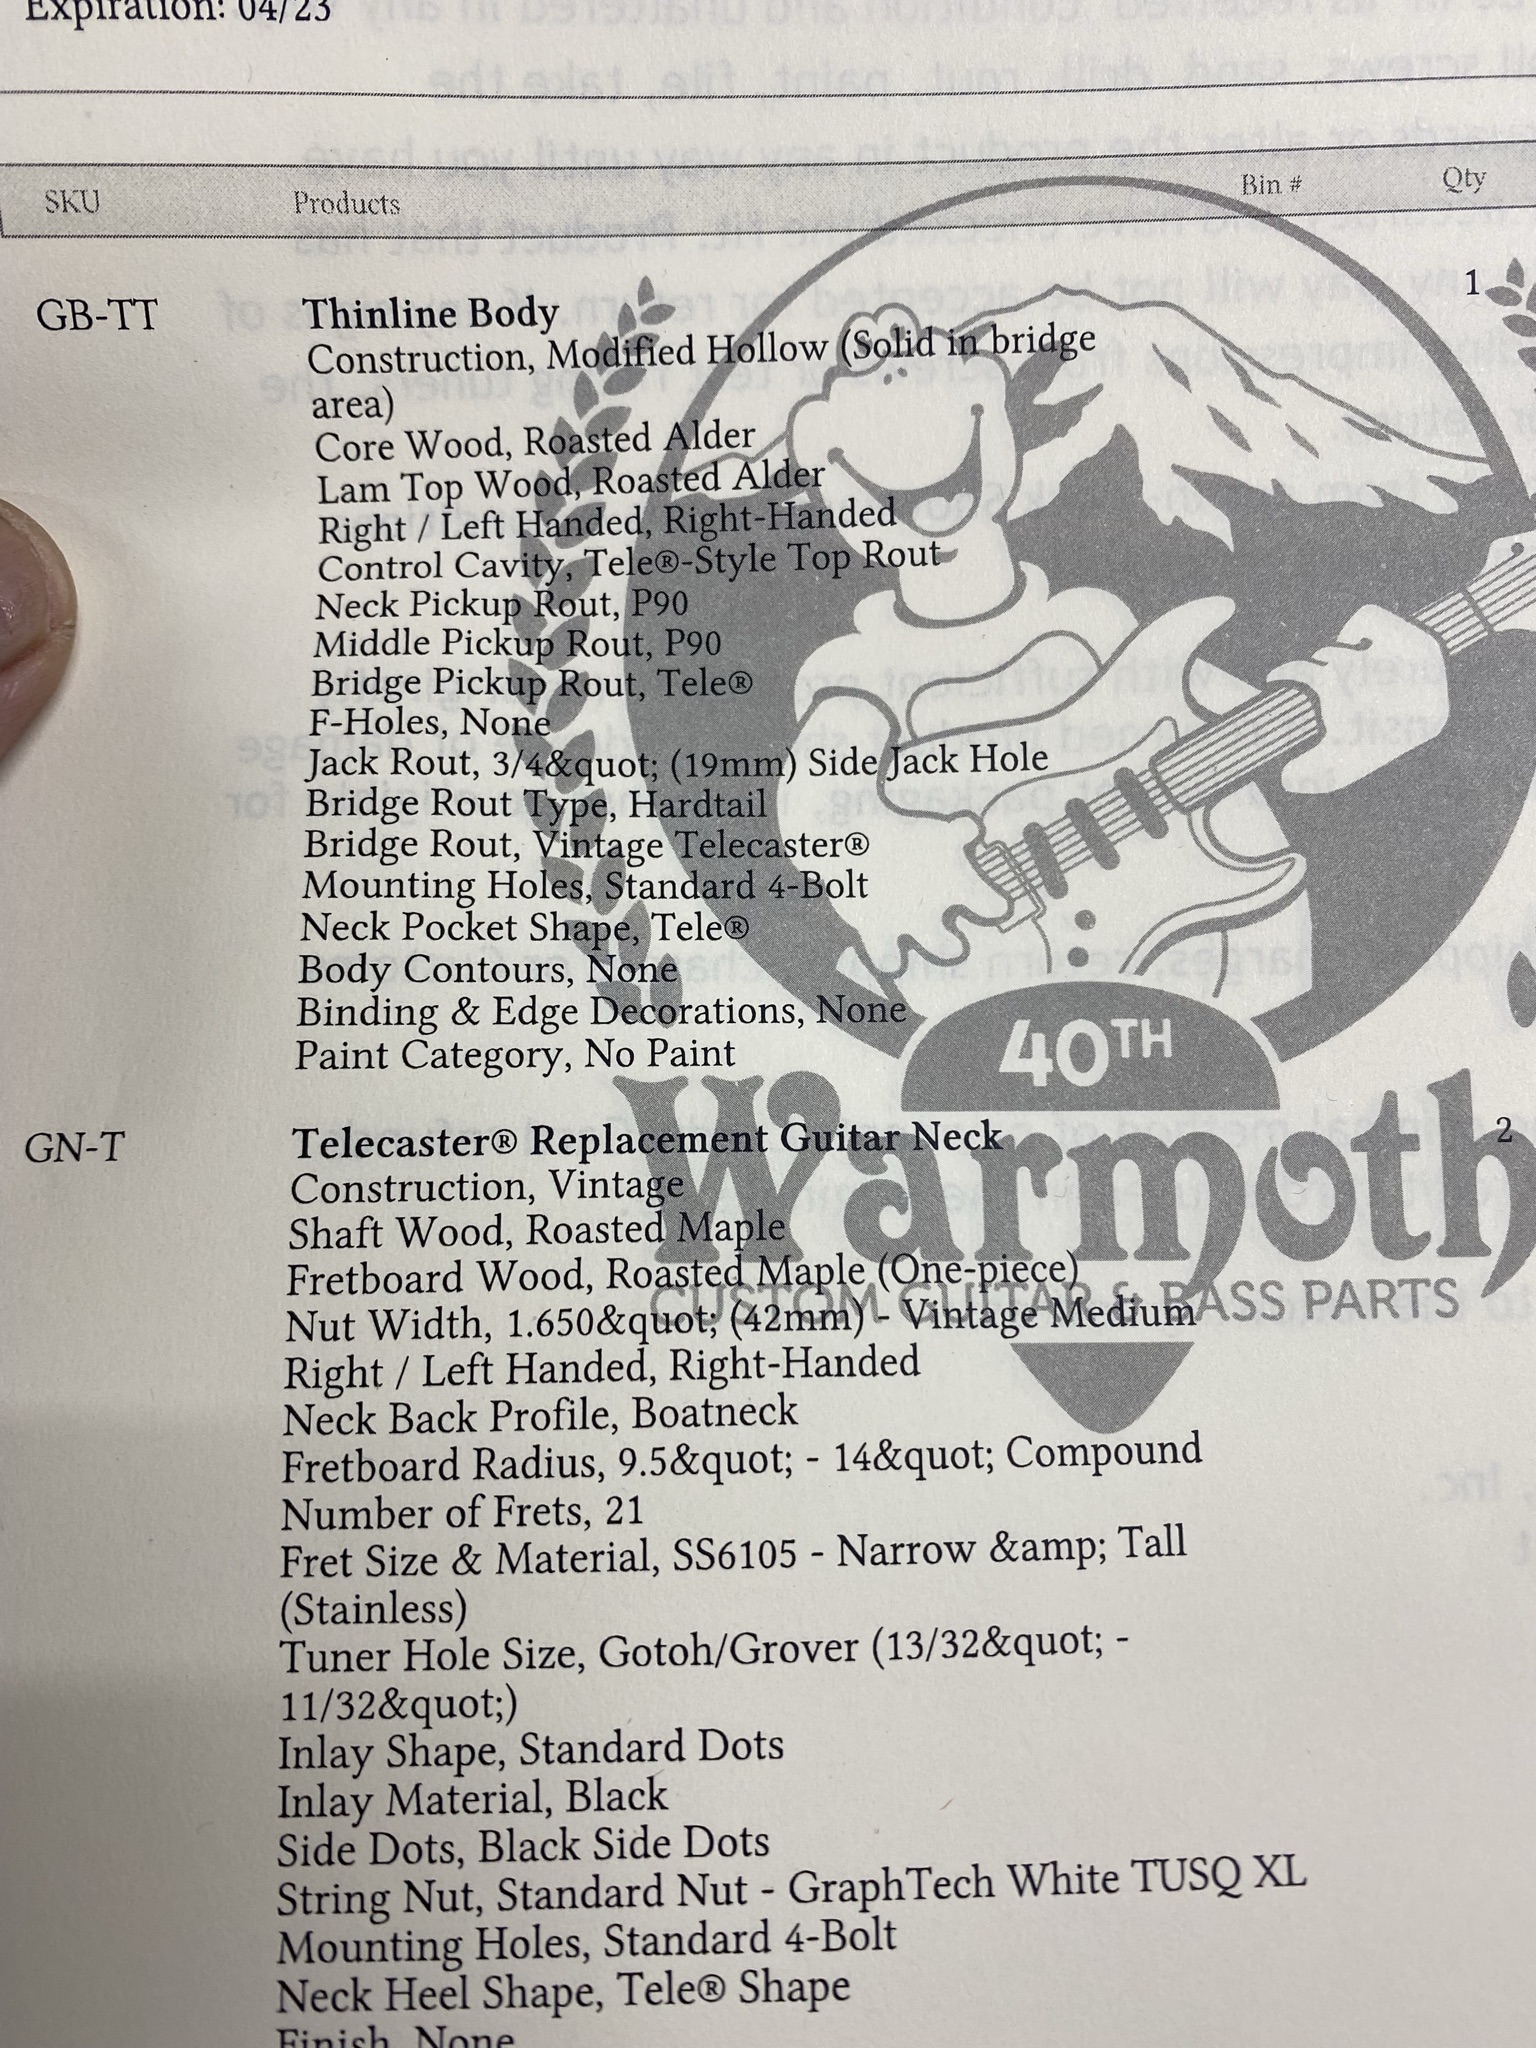 Expiration: 04/23
SKU Products Bin # Qty
GB-TT Thinline Body 1
Construction, Modified Hollow (Solid in bridge
area)
Core Wood, Roasted Alder
Lam Top Wood, Roasted Alder
Right / Left Handed, Right-Handed
Control Cavity, Tele®-Style Top Rout
Neck Pickup Rout, P90
Middle Pickup Rout, P90
Bridge Pickup Rout, Tele®
F-Holes, None
Jack Rout, 3/4&quot; (19mm) Side Jack Hole
Bridge Rout Type, Hardtail
Bridge Rout, Vintage Telecaster®
Mounting Holes, Standard 4-Bolt
Neck Pocket Shape, Tele®
Body Contours, None
Binding & Edge Decorations, None
Paint Category, No Paint
40TH
Warmoth
CUSTOM GUITAR & BASS PARTS
GN-T Telecaster® Replacement Guitar Neck 2
Construction, Vintage
Shaft Wood, Roasted Maple
Fretboard Wood, Roasted Maple (One-piece)
Nut Width, 1.650&quot; (42mm) - Vintage Medium
Right / Left Handed, Right-Handed
Neck Back Profile, Boatneck
Fretboard Radius, 9.5&quot; - 14&quot; Compound
Number of Frets, 21
Fret Size & Material, SS6105 - Narrow &amp; Tall
(Stainless)
Tuner Hole Size, Gotoh/Grover (13/32&quot; -
11/32&quot;)
Inlay Shape, Standard Dots
Inlay Material, Black
Side Dots, Black Side Dots
String Nut, Standard Nut - GraphTech White TUSQ XL
Mounting Holes, Standard 4-Bolt
Neck Heel Shape, Tele® Shape
Finish, None